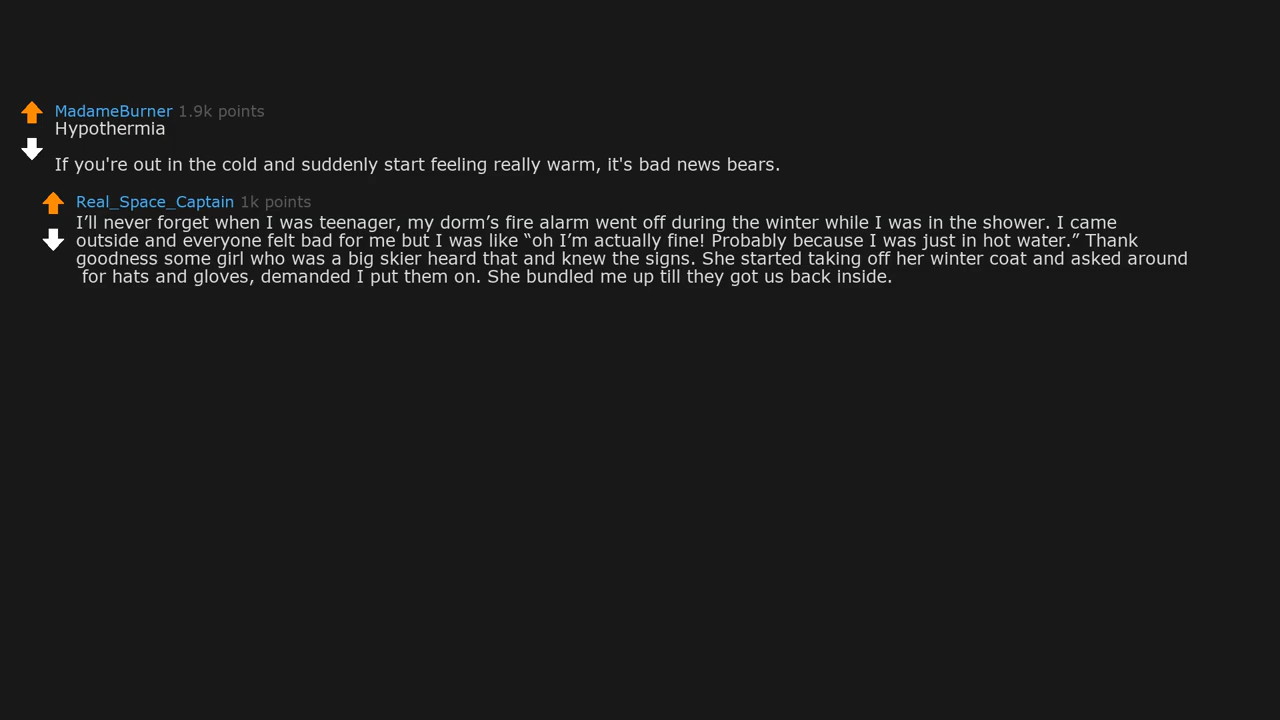 MadameBurner 1.9k points
Hypothermia
If you're out in the cold and suddenly start feeling really warm, it's bad news bears.
Real_Space_Captain 1k points
I’ll never forget when I was teenager, my dorm’s fire alarm went off during the winter while I was in the shower. I came
outside and everyone felt bad for me but I was like “oh I’m actually fine! Probably because I was just in hot water.” Thank
goodness some girl who was a big skier heard that and knew the signs. She started taking off her winter coat and asked around
for hats and gloves, demanded I put them on. She bundled me up till they got us back inside.